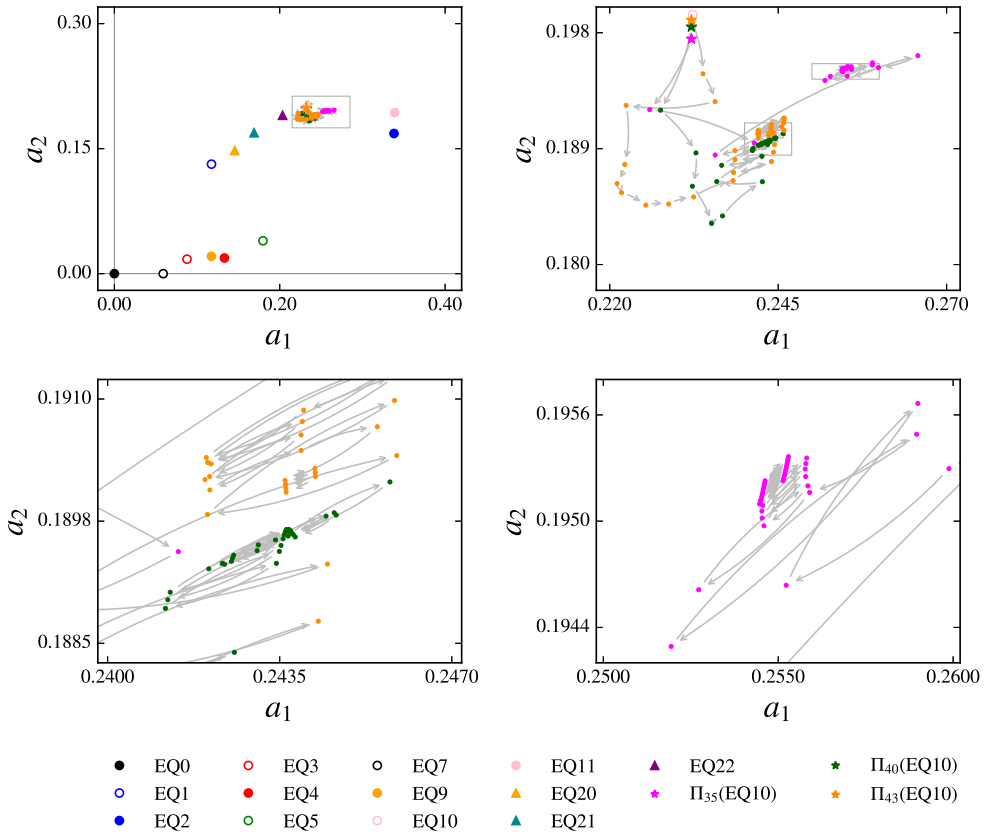 0.30
0.15
0.00
a₂
0.00 0.20 0.40
a₁
0.198
0.189
0.180
a₂
0.220 0.245 0.270
a₁
0.1910
0.1898
0.1885
a₂
0.2400 0.2435 0.2470
a₁
0.1956
0.1950
0.1944
a₂
0.2500 0.2550 0.2600
a₁
EQ0 EQ3 EQ7 EQ11 EQ22 Π₄₀(EQ10)
EQ1 EQ4 EQ9 EQ20 Π₃₅(EQ10) Π₄₃(EQ10)
EQ2 EQ5 EQ10 EQ21